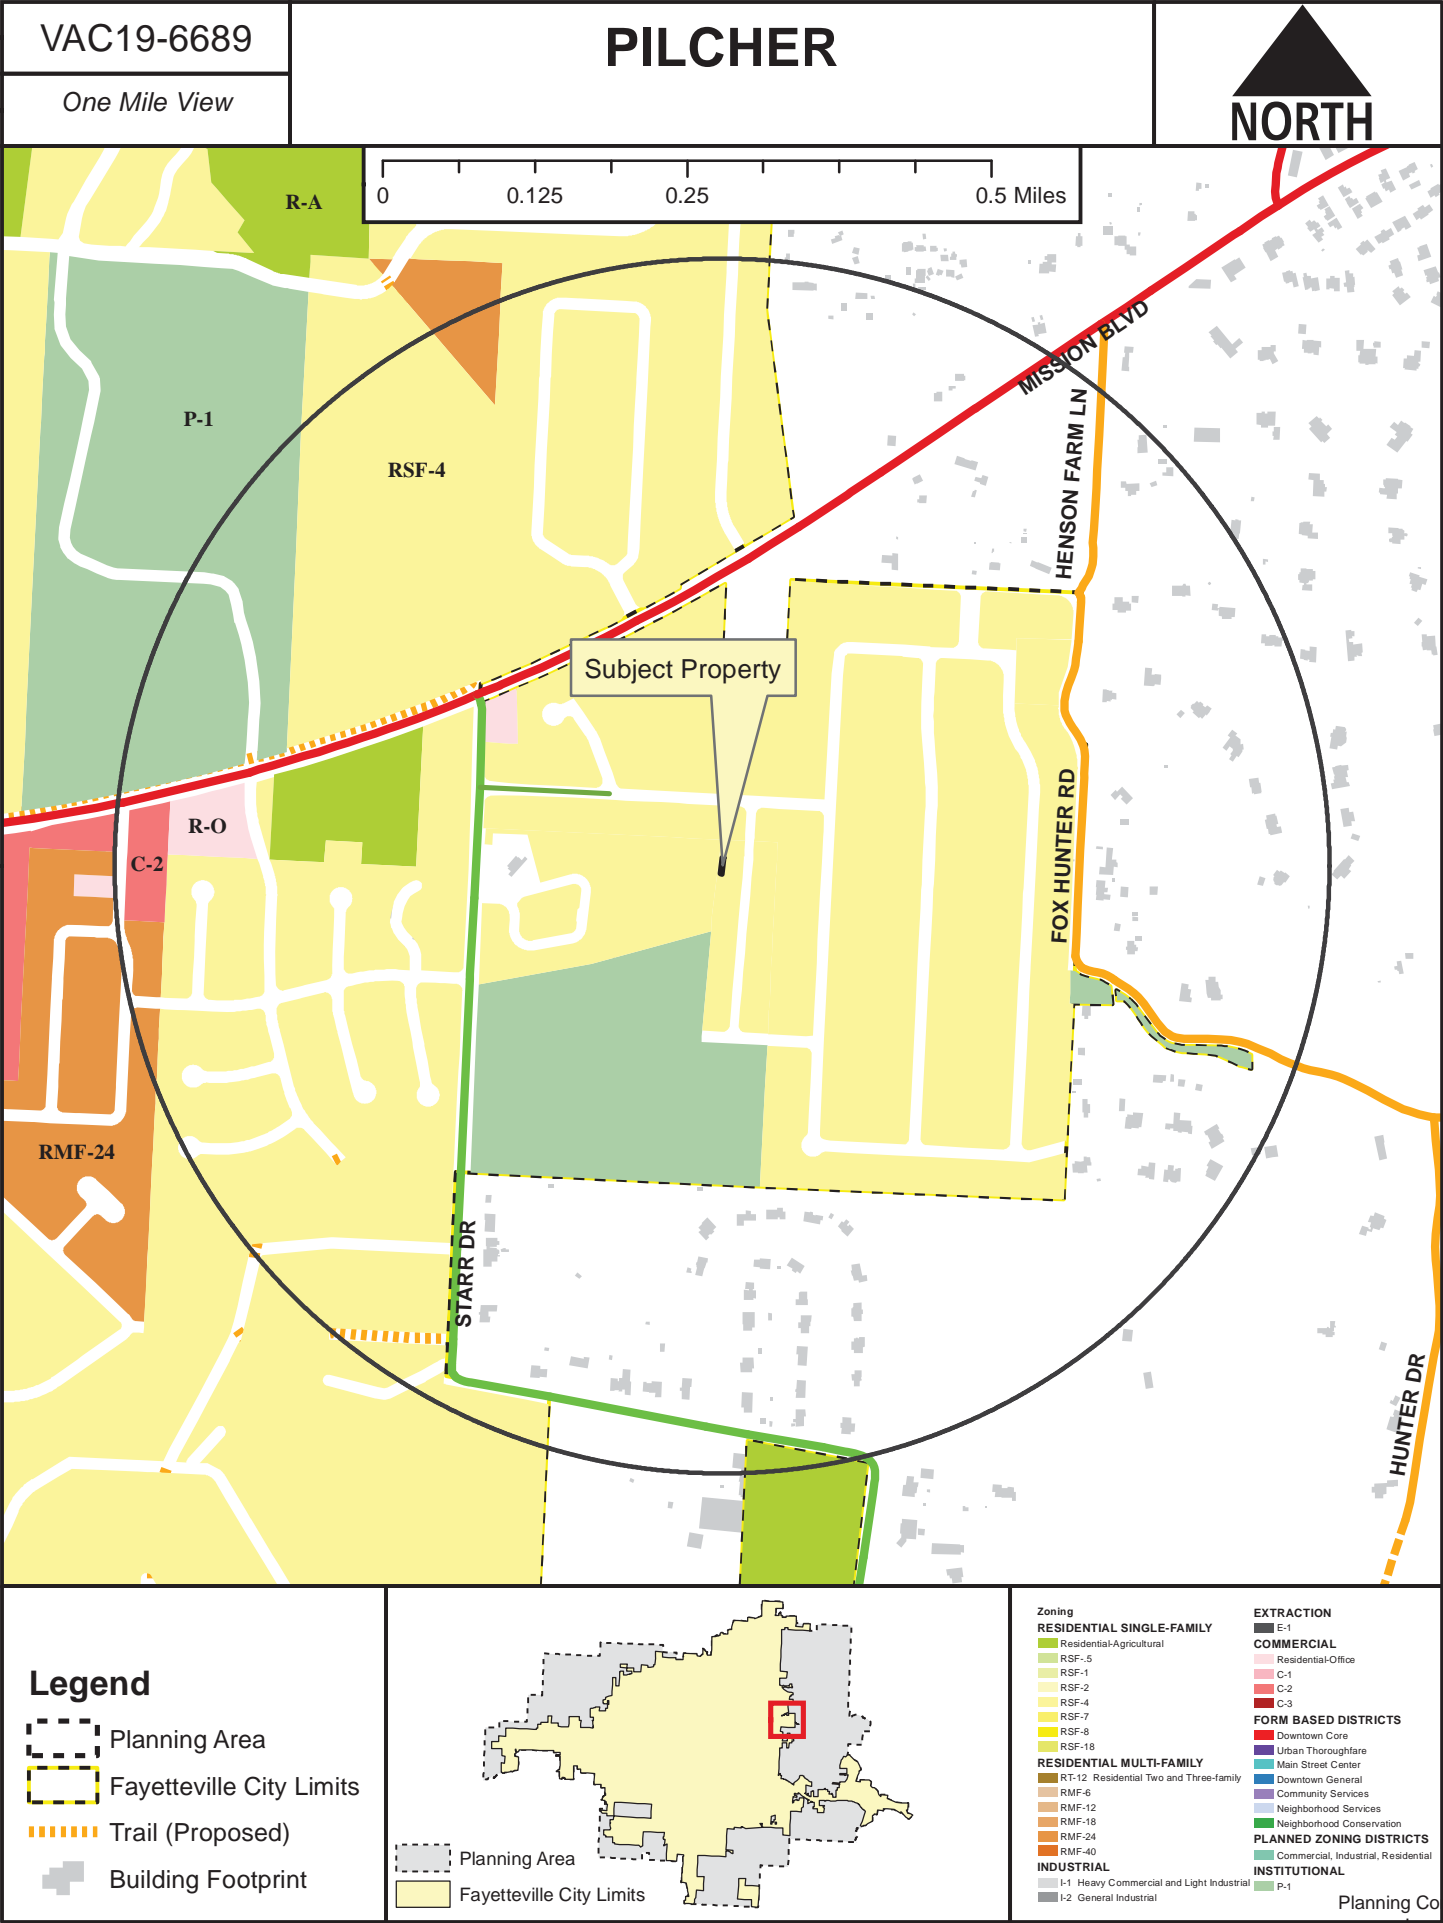 VAC19-6689
One Mile View
PILCHER
NORTH
0 0.125 0.25 0.5 Miles
R-A
P-1
RSF-4
MISSION BLVD
HENSON FARM LN
Subject Property
FOX HUNTER RD
R-O
C-2
RMF-24
STARR DR
HUNTER DR
Legend
Planning Area
Fayetteville City Limits
Trail (Proposed)
Building Footprint
Planning Area
Fayetteville City Limits
Zoning
RESIDENTIAL SINGLE-FAMILY
Residential-Agricultural
RSF-.5
RSF-1
RSF-2
RSF-4
RSF-7
RSF-8
RSF-18
RESIDENTIAL MULTI-FAMILY
RT-12 Residential Two and Three-family
RMF-6
RMF-12
RMF-18
RMF-24
RMF-40
INDUSTRIAL
I-1 Heavy Commercial and Light Industrial
I-2 General Industrial
EXTRACTION
E-1
COMMERCIAL
Residential-Office
C-1
C-2
C-3
FORM BASED DISTRICTS
Downtown Core
Urban Thoroughfare
Main Street Center
Downtown General
Community Services
Neighborhood Services
Neighborhood Conservation
PLANNED ZONING DISTRICTS
Commercial, Industrial, Residential
INSTITUTIONAL
P-1
Planning Co